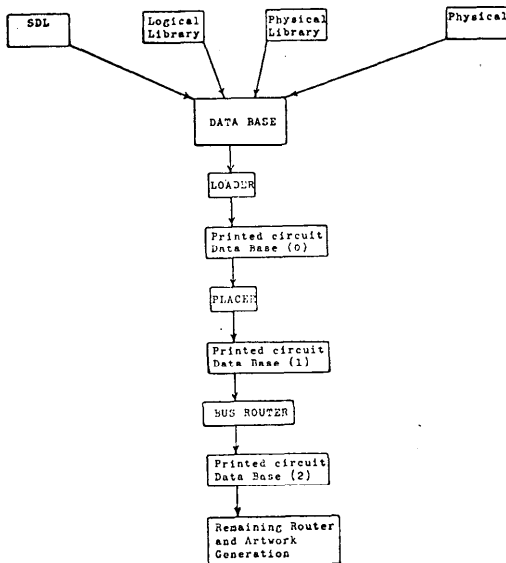 SDL
Logical
Library
Physical
Library
Physical
DATA BASE
LOADER
Printed circuit
Data Base (0)
PLACER
Printed circuit
Data Base (1)
BUS ROUTER
Printed circuit
Data Base (2)
Remaining Router
and Artwork
Generation